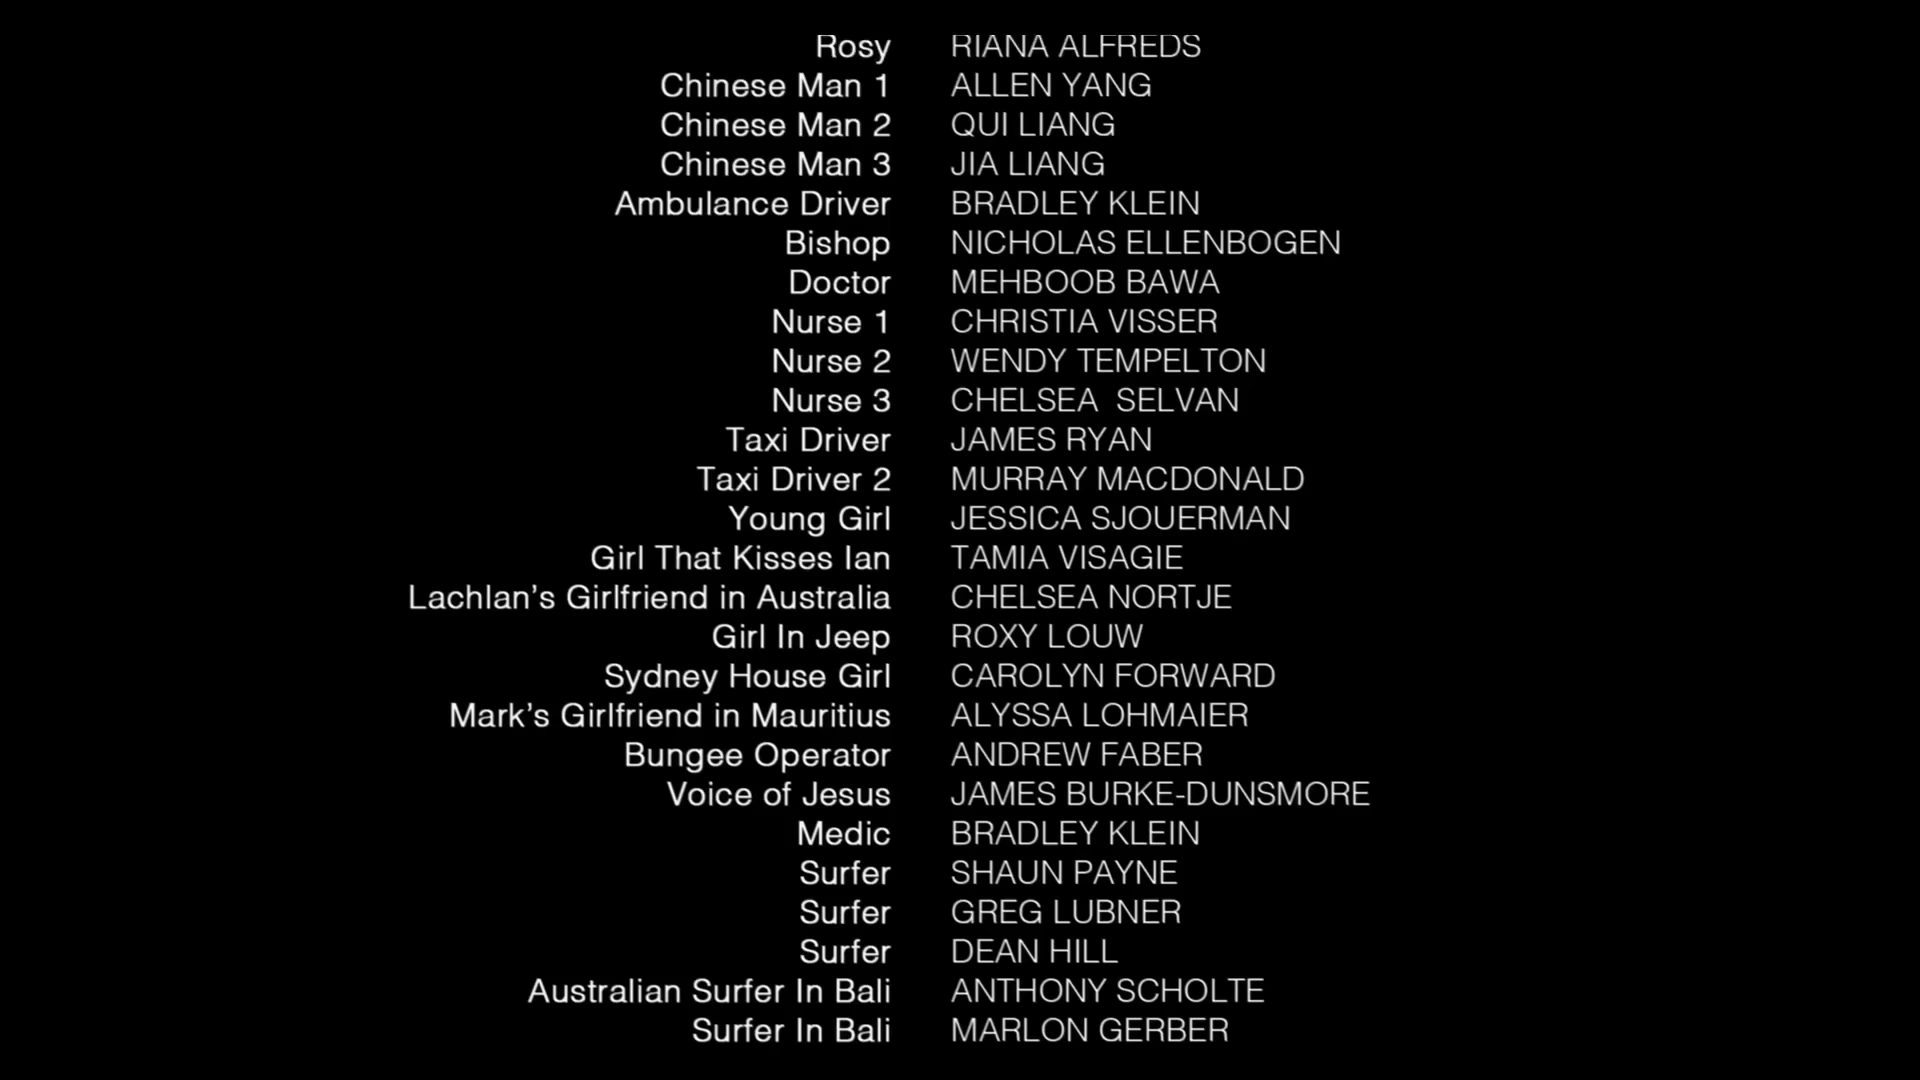 Rosy RIANA ALFREDS
Chinese Man 1 ALLEN YANG
Chinese Man 2 QUI LIANG
Chinese Man 3 JIA LIANG
Ambulance Driver BRADLEY KLEIN
Bishop NICHOLAS ELLENBOGEN
Doctor MEHBOOB BAWA
Nurse 1 CHRISTIA VISSER
Nurse 2 WENDY TEMPELTON
Nurse 3 CHELSEA  SELVAN
Taxi Driver JAMES RYAN
Taxi Driver 2 MURRAY MACDONALD
Young Girl JESSICA SJOUERMAN
Girl That Kisses Ian TAMIA VISAGIE
Lachlan’s Girlfriend in Australia CHELSEA NORTJE
Girl In Jeep ROXY LOUW
Sydney House Girl CAROLYN FORWARD
Mark’s Girlfriend in Mauritius ALYSSA LOHMAIER
Bungee Operator ANDREW FABER
Voice of Jesus JAMES BURKE-DUNSMORE
Medic BRADLEY KLEIN
Surfer SHAUN PAYNE
Surfer GREG LUBNER
Surfer DEAN HILL
Australian Surfer In Bali ANTHONY SCHOLTE
Surfer In Bali MARLON GERBER